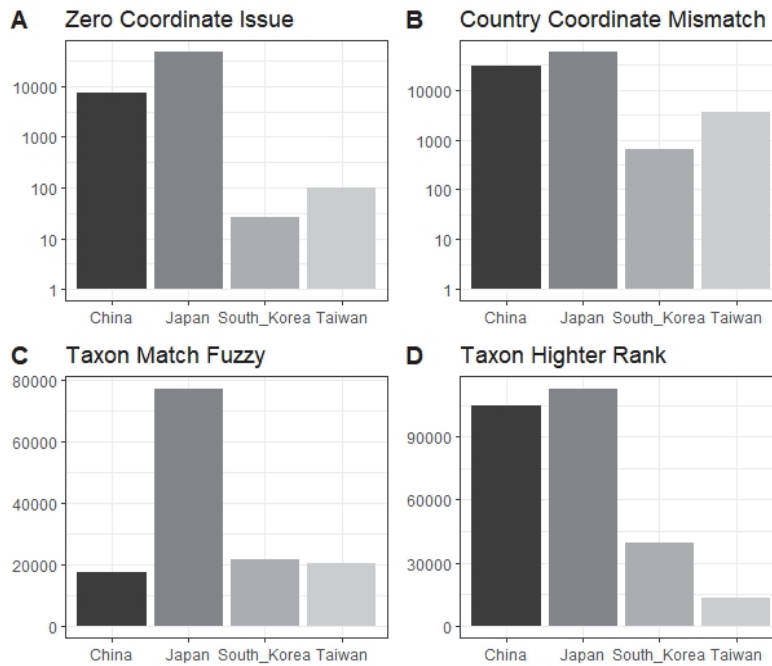 A Zero Coordinate Issue
10000
1000
100
10
1
China Japan South_Korea Taiwan
B Country Coordinate Mismatch
10000
1000
100
10
1
China Japan South_Korea Taiwan
C Taxon Match Fuzzy
80000
60000
40000
20000
0
China Japan South_Korea Taiwan
D Taxon Highter Rank
90000
60000
30000
0
China Japan South_Korea Taiwan